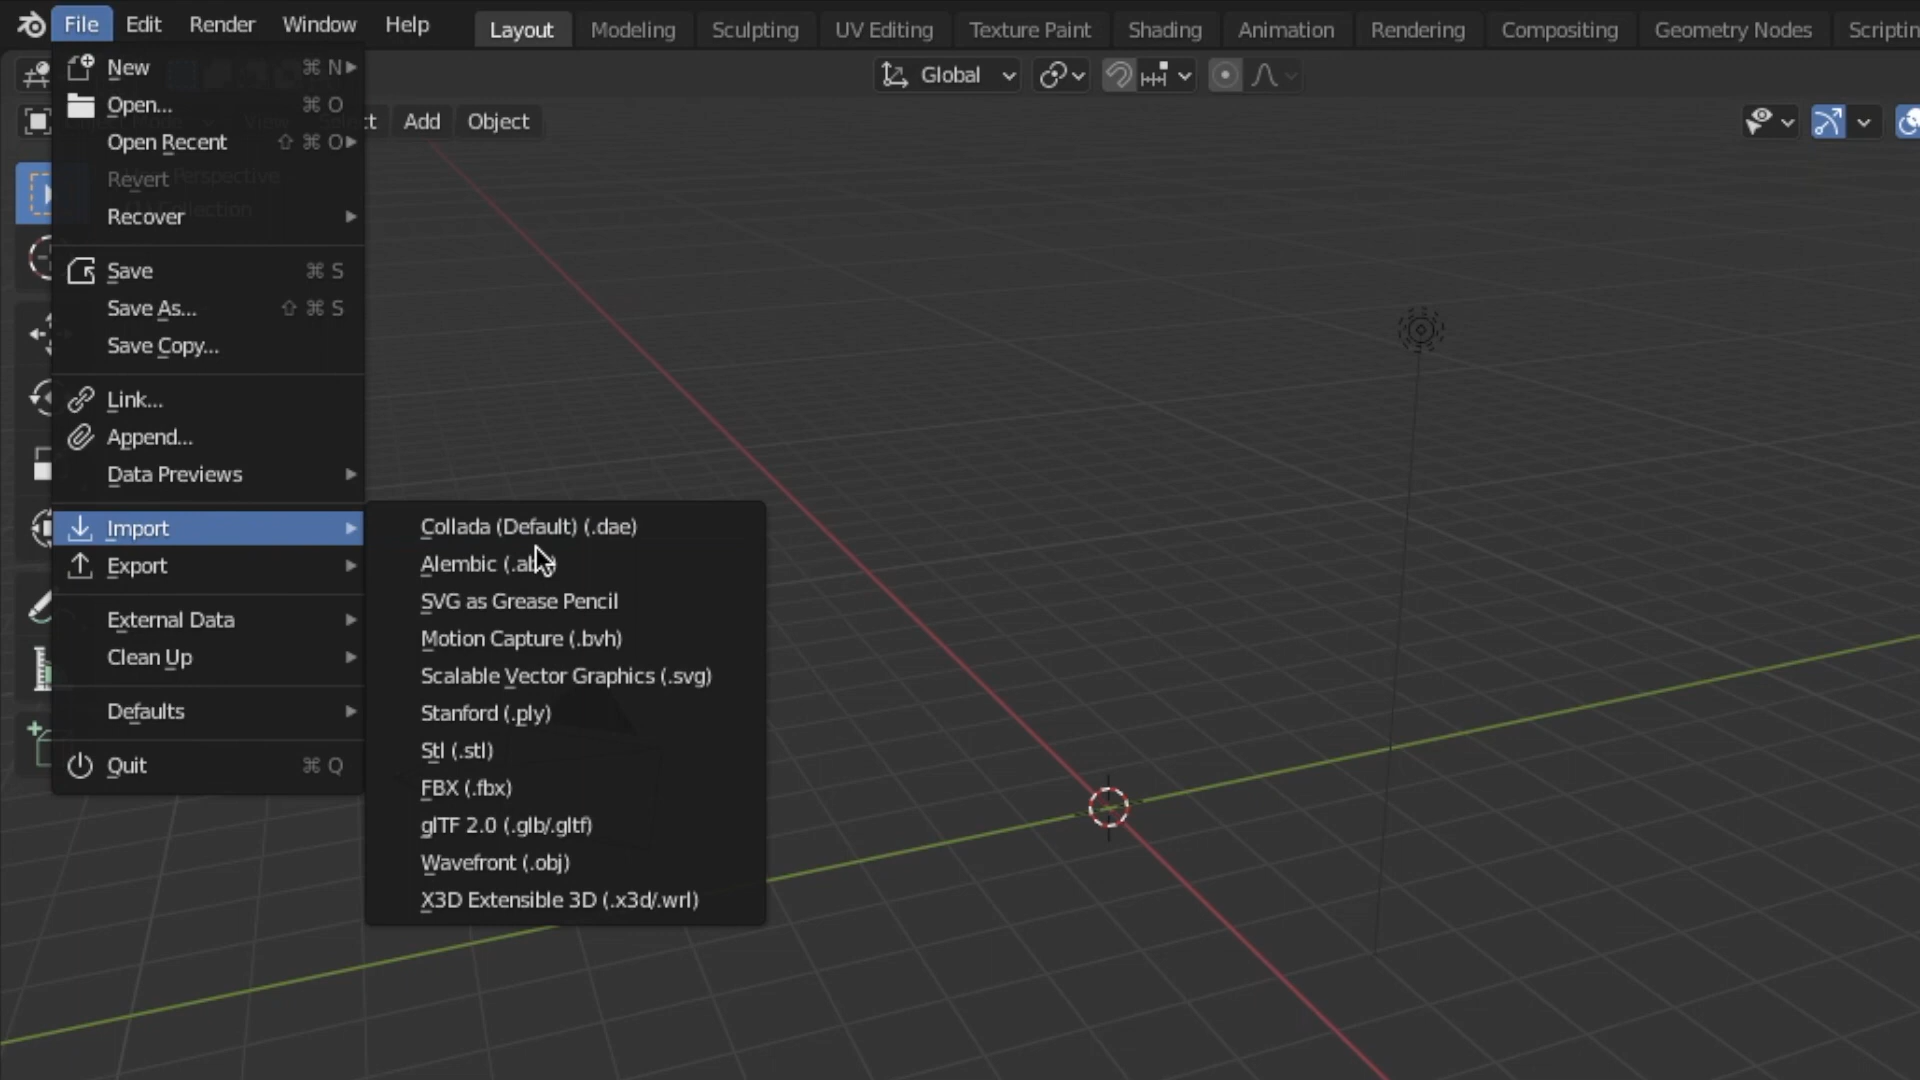 File Edit Render Window Help Layout Modeling Sculpting UV Editing Texture Paint Shading Animation Rendering Compositing Geometry Nodes Scriptin
Global
Add Object
New ⌘ N
Open... ⌘ O
Open Recent ⇧ ⌘ O
Revert
Recover
Save ⌘ S
Save As... ⇧ ⌘ S
Save Copy...
Link...
Append...
Data Previews
Import
Export
External Data
Clean Up
Defaults
Quit ⌘ Q
Collada (Default) (.dae)
Alembic
SVG as Grease Pencil
Motion Capture (.bvh)
Scalable Vector Graphics (.svg)
Stanford (.ply)
Stl (.stl)
FBX (.fbx)
glTF 2.0 (.glb/.gltf)
Wavefront (.obj)
X3D Extensible 3D (.x3d/.wrl)